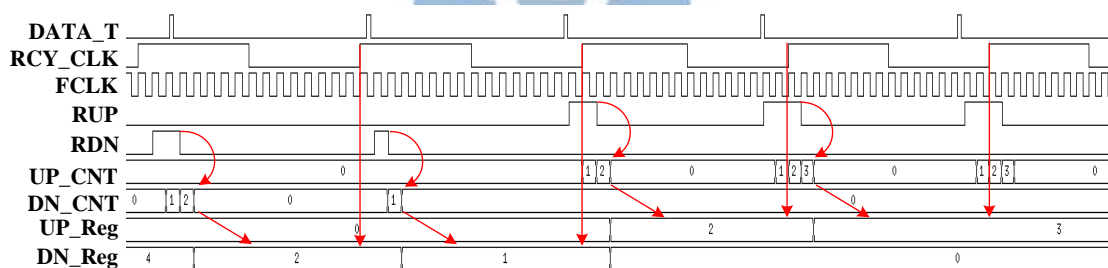 DATA_T
RCY_CLK
FCLK
RUP
RDN
UP_CNT 0 1 2 0 1 2 3 0 1 2 3 0
DN_CNT 0 1 2 0 1 0
UP_Reg 0 2 3
DN_Reg 4 2 1 0